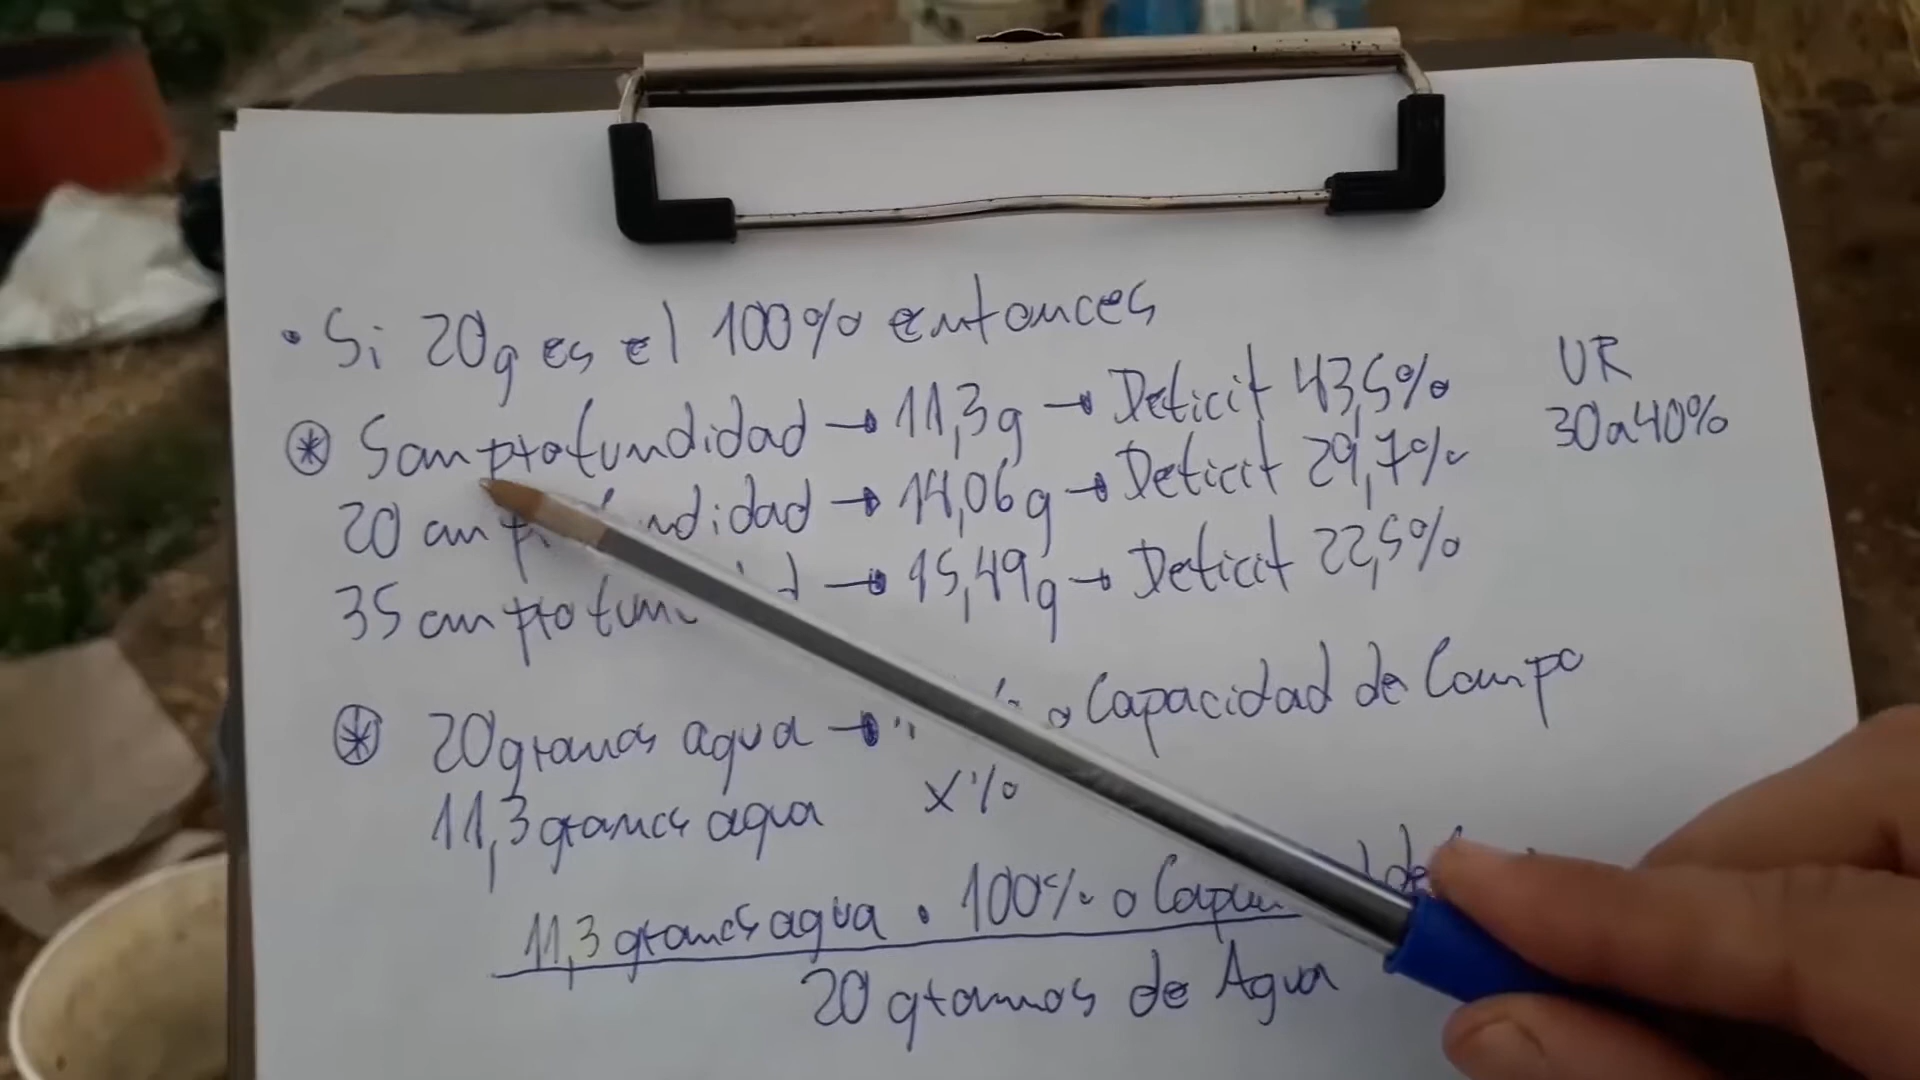 • Si 20g es el 100% entonces
UR
30 a 40%
5cm profundidad → 11,3g → Deficit 43,5%
20 cm → 14,06g → Deficit 29,7%
35 cm → 15,49g → Deficit 22,5%
20 gramos agua → o Capacidad de Campo
11,3 gramos agua X%
11,3 gramos agua • 100% o
20 gramos de Agua